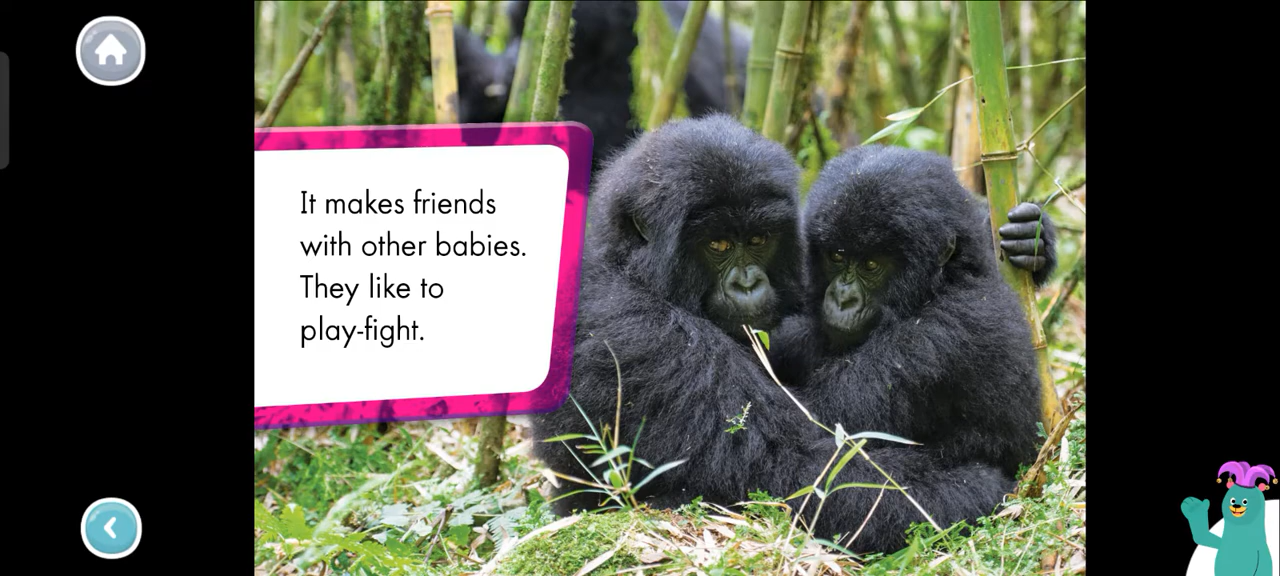 It makes friends
with other babies.
They like to
play-fight.